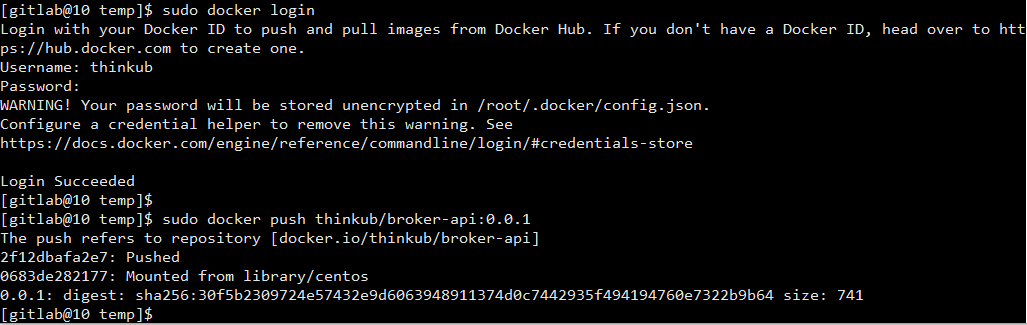 [gitlab@10 temp]$ sudo docker login
Login with your Docker ID to push and pull images from Docker Hub. If you don't have a Docker ID, head over to htt
ps://hub.docker.com to create one.
Username: thinkub
Password:
WARNING! Your password will be stored unencrypted in /root/.docker/config.json.
Configure a credential helper to remove this warning. See
https://docs.docker.com/engine/reference/commandline/login/#credentials-store
Login Succeeded
[gitlab@10 temp]$
[gitlab@10 temp]$ sudo docker push thinkub/broker-api:0.0.1
The push refers to repository [docker.io/thinkub/broker-api]
2f12dbafa2e7: Pushed
0683de282177: Mounted from library/centos
0.0.1: digest: sha256:30f5b2309724e57432e9d6063948911374d0c7442935f494194760e7322b9b64 size: 741
[gitlab@10 temp]$